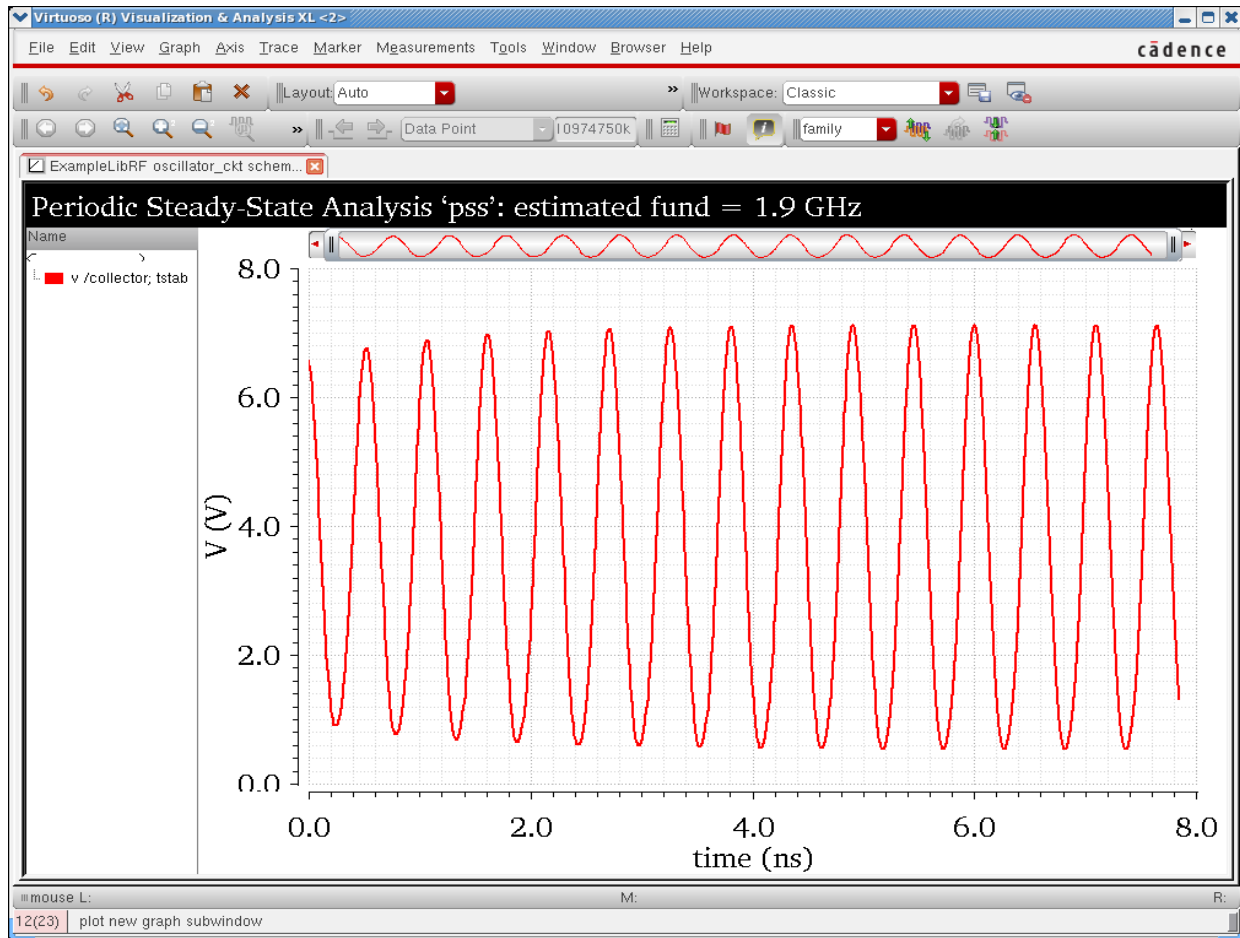 Virtuoso (R) Visualization & Analysis XL <2>
File Edit View Graph Axis Trace Marker Measurements Tools Window Browser Help
cādence
Layout: Auto » Workspace: Classic
» Data Point 10974750k family
ExampleLibRF oscillator_ckt schem...
Periodic Steady-State Analysis ‘pss’: estimated fund = 1.9 GHz
Name
v /collector; tstab
8.0
6.0
4.0
2.0
0.0
V (V)
0.0 2.0 4.0 6.0 8.0
time (ns)
mouse L: M: R:
12(23) plot new graph subwindow